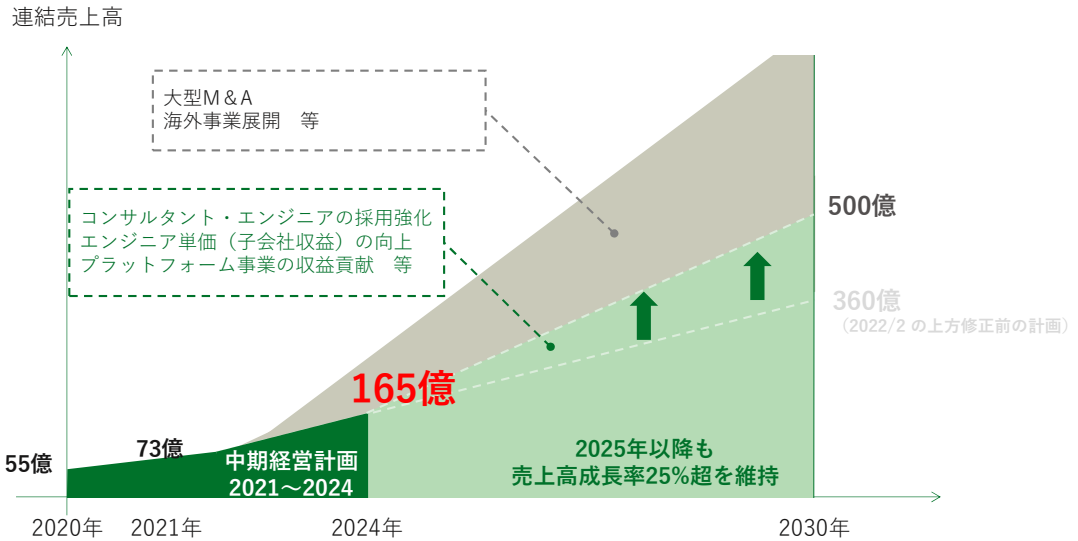 連結売上高
大型M＆A
海外事業展開　等
コンサルタント・エンジニアの採用強化
エンジニア単価（子会社収益）の向上
プラットフォーム事業の収益貢献　等
500億
360億
（2022/2 の上方修正前の計画）
165億
73億
55億
中期経営計画
2021～2024
2025年以降も
売上高成長率25%超を維持
2020年
2021年
2024年
2030年